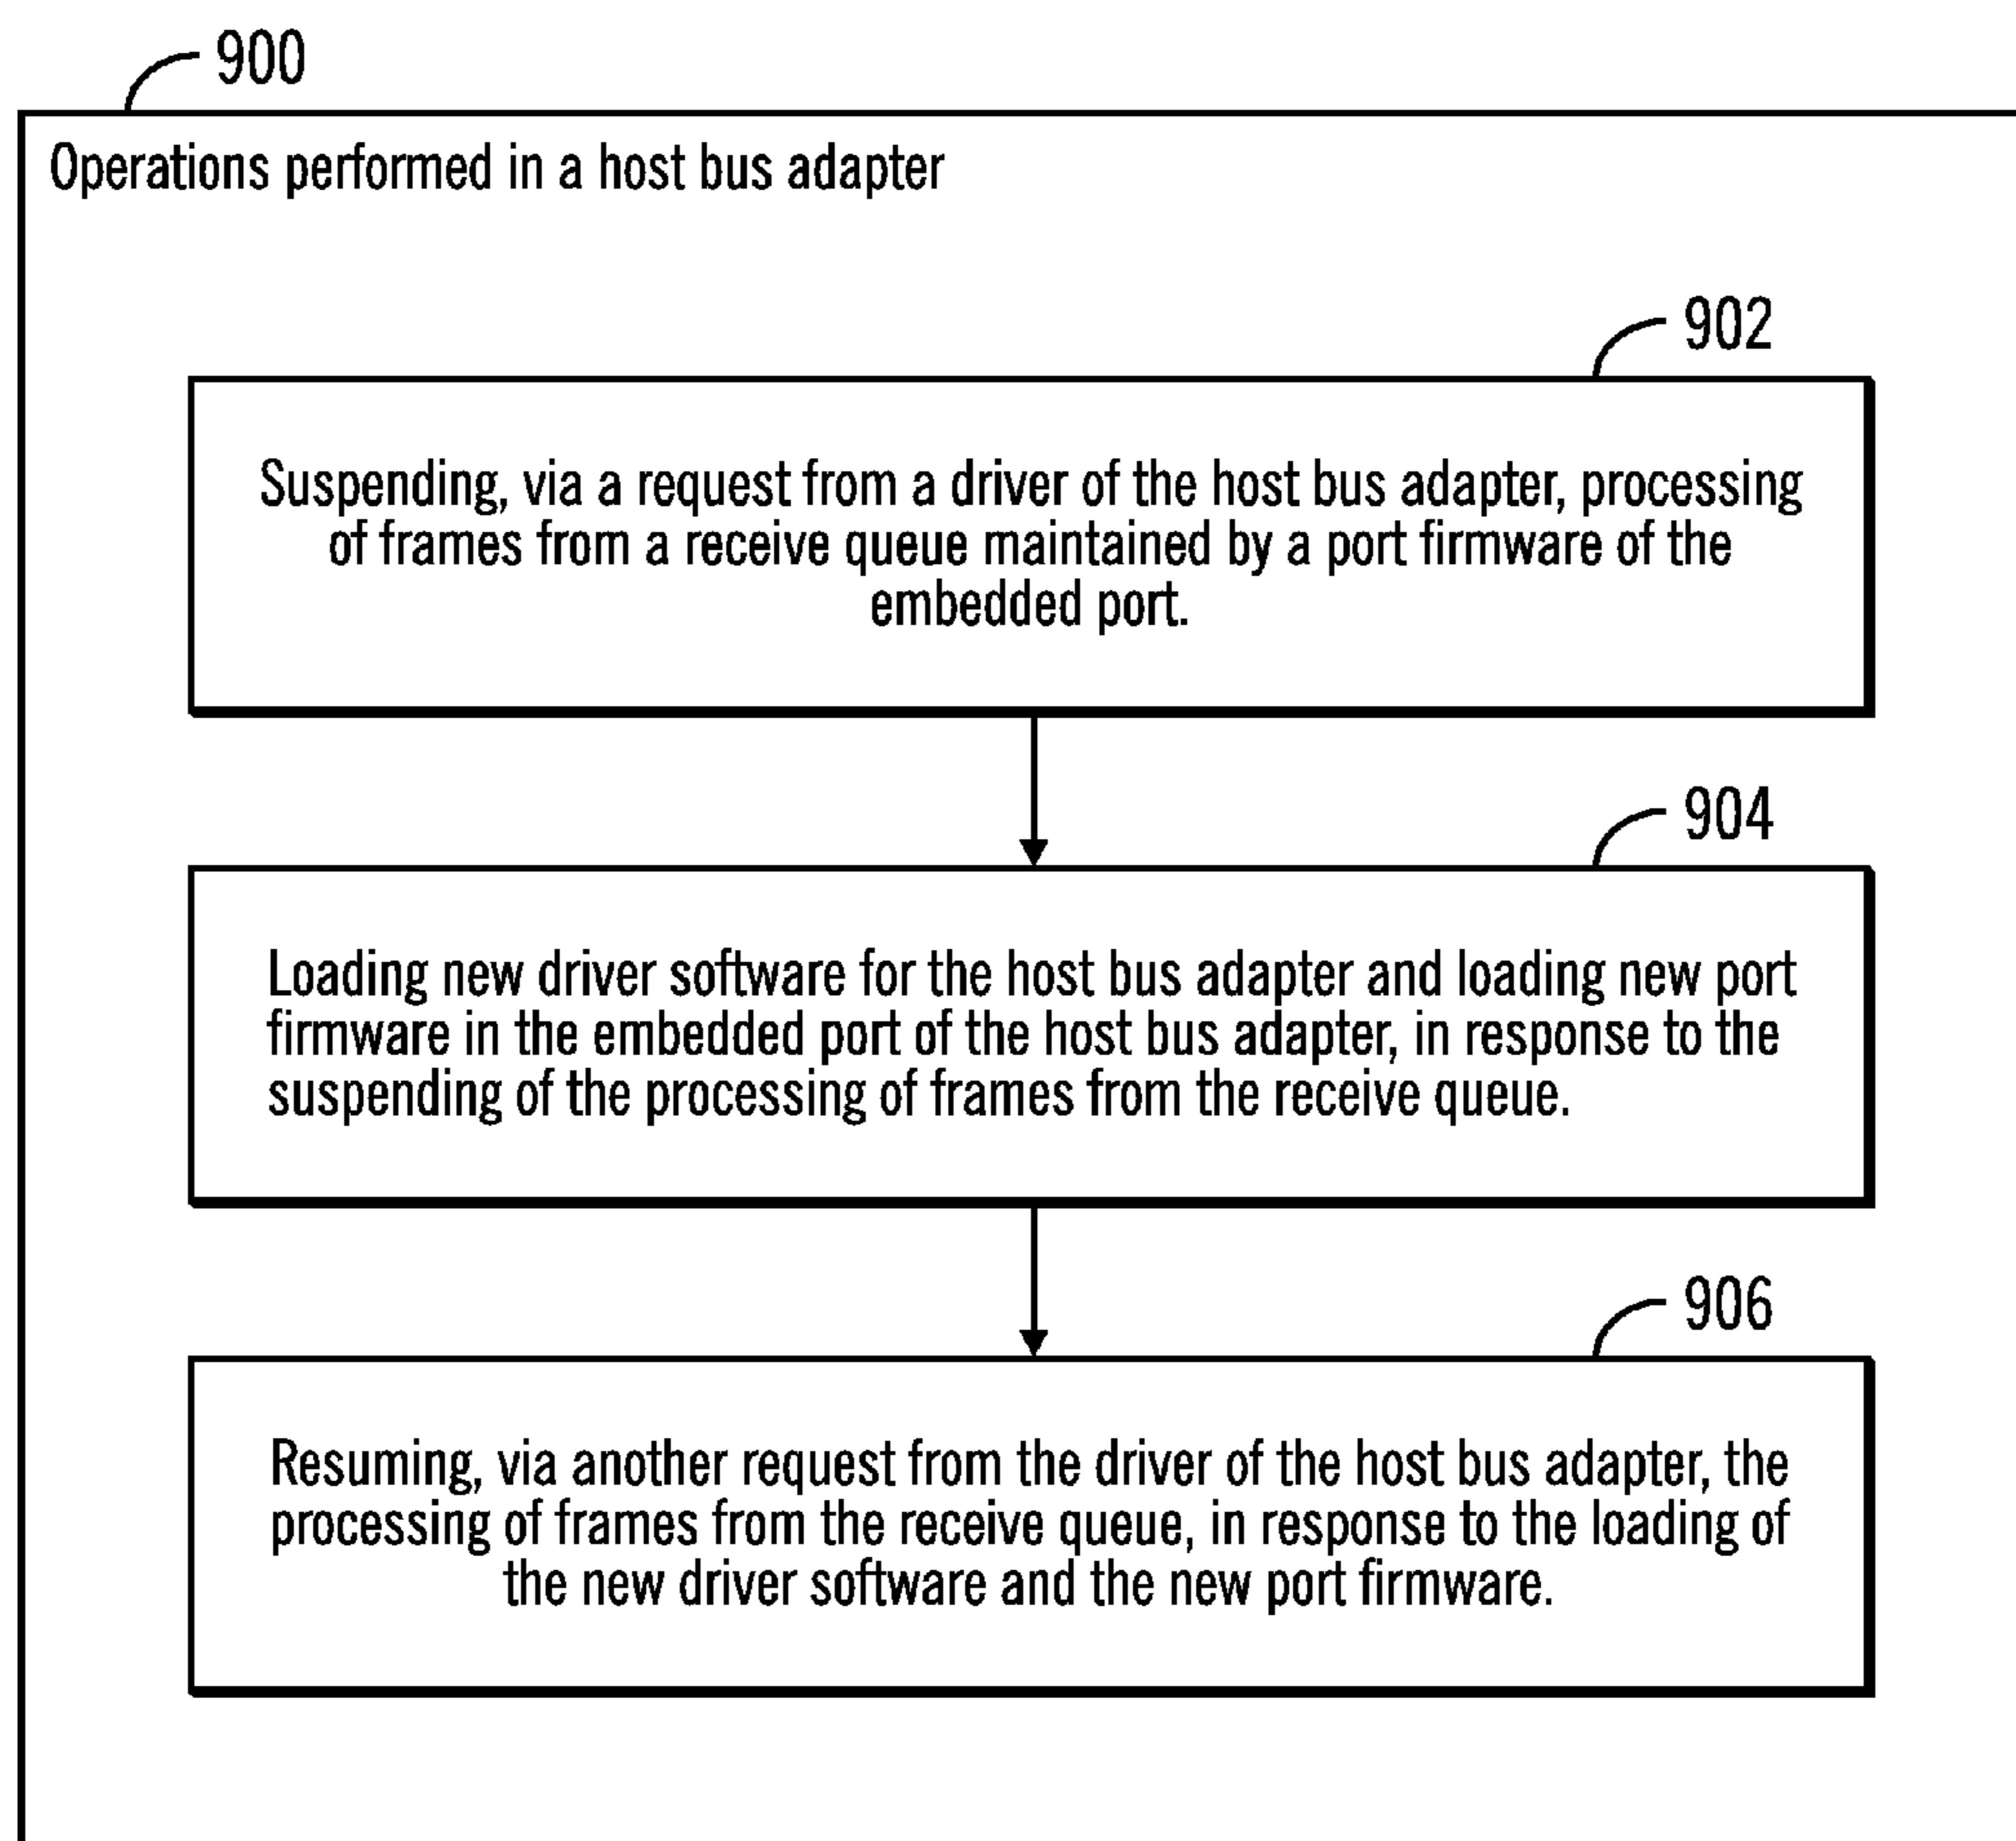 900
Operations performed in a host bus adapter
902
Suspending, via a request from a driver of the host bus adapter, processing
of frames from a receive queue maintained by a port firmware of the
embedded port.
904
Loading new driver software for the host bus adapter and loading new port
firmware in the embedded port of the host bus adapter, in response to the
suspending of the processing of frames from the receive queue.
906
Resuming, via another request from the driver of the host bus adapter, the
processing of frames from the receive queue, in response to the loading of
the new driver software and the new port firmware.